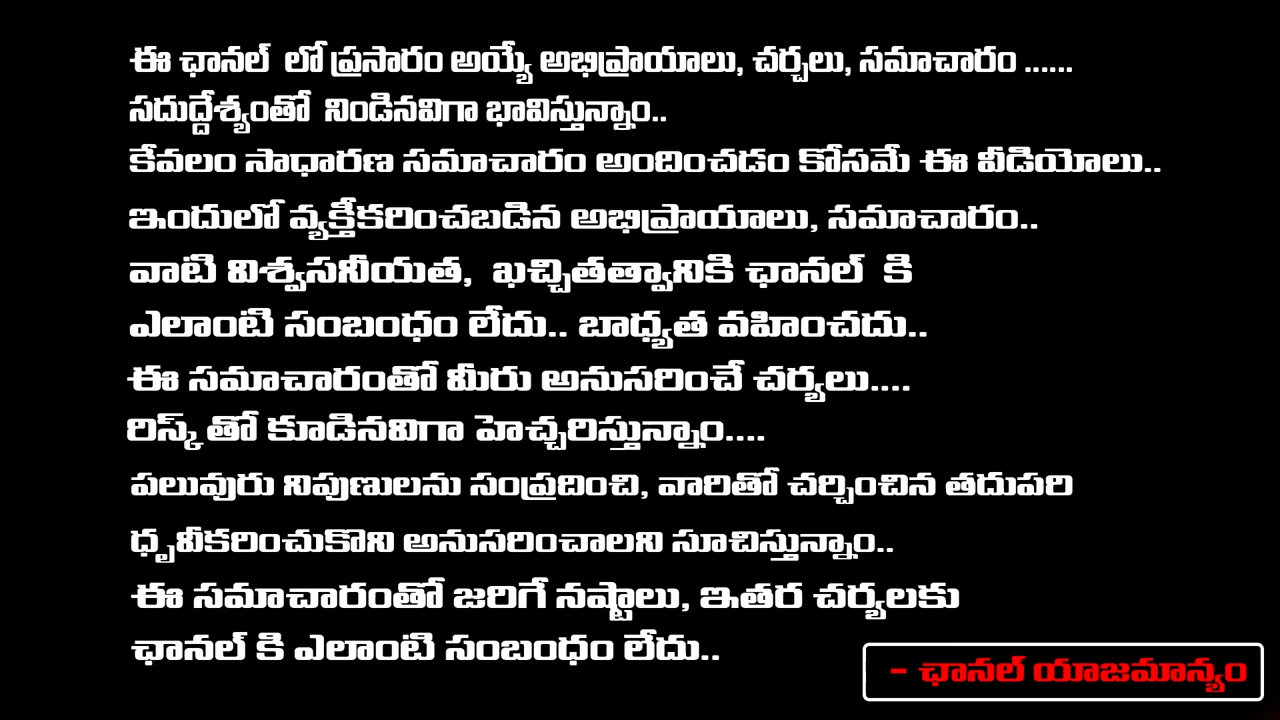 ఈ ఛానల్ లో ప్రసారం అయ్యే అభిప్రాయాలు, చర్చలు, సమాచారం ......
సదుద్దేశ్యంతో నిండినవిగా భావిస్తున్నాం..
కేవలం సాధారణ సమాచారం అందించడం కోసమే ఈ వీడియోలు..
ఇందులో వ్యక్తీకరించబడిన అభిప్రాయాలు, సమాచారం..
వాటి విశ్వసనీయత, ఖచ్చితత్వానికి ఛానల్ కి
ఎలాంటి సంబంధం లేదు.. బాధ్యత వహించదు..
ఈ సమాచారంతో మీరు అనుసరించే చర్యలు....
రిస్క్ తో కూడినవిగా హెచ్చరిస్తున్నాం....
పలువురు నిపుణులను సంప్రదించి, వారితో చర్చించిన తదుపరి
ధృవీకరించుకొని అనుసరించాలని సూచిస్తున్నాం..
ఈ సమాచారంతో జరిగే నష్టాలు, ఇతర చర్యలకు
ఛానల్ కి ఎలాంటి సంబంధం లేదు..
- ఛానల్ యాజమాన్యం